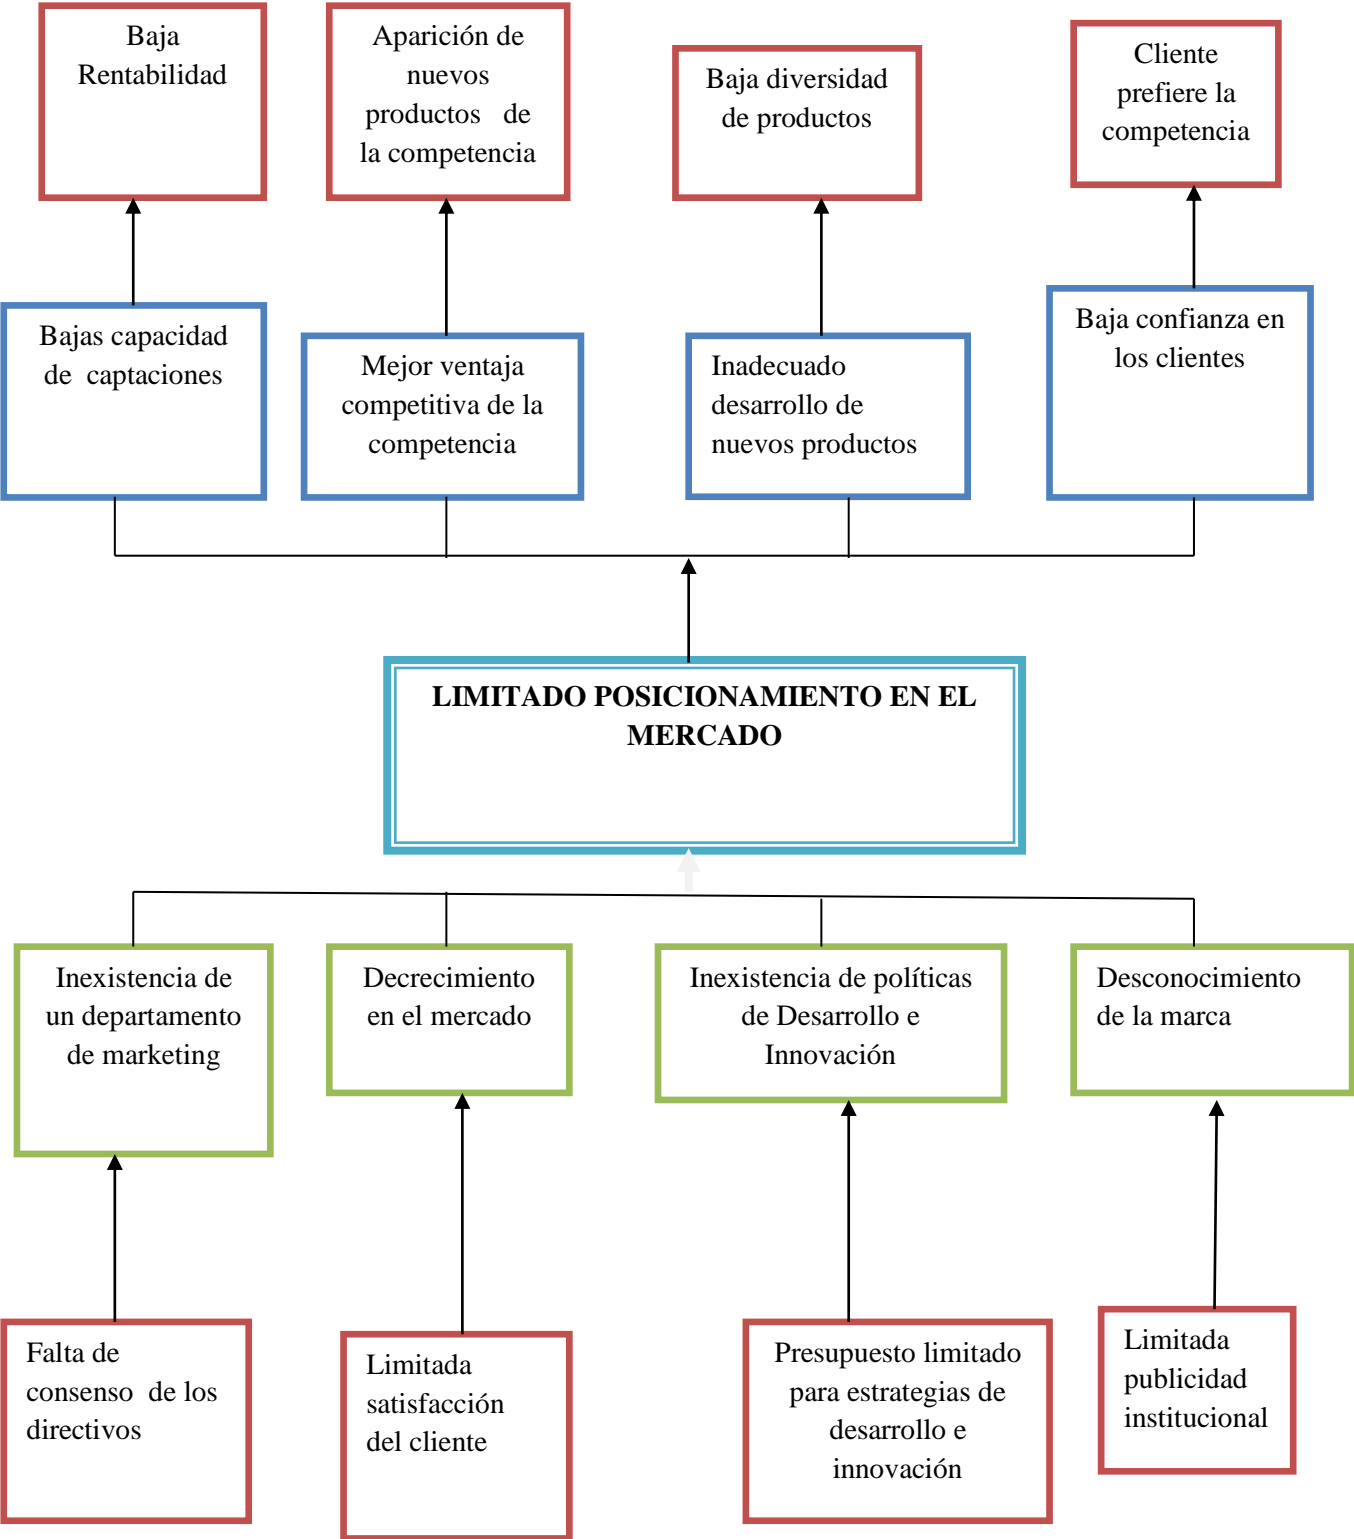 Baja
Rentabilidad
Aparición de
nuevos
productos de
la competencia
Baja diversidad
de productos
Cliente
prefiere la
competencia
Bajas capacidad
de captaciones
Mejor ventaja
competitiva de la
competencia
Inadecuado
desarrollo de
nuevos productos
Baja confianza en
los clientes
LIMITADO POSICIONAMIENTO EN EL
MERCADO
Inexistencia de
un departamento
de marketing
Decrecimiento
en el mercado
Inexistencia de políticas
de Desarrollo e
Innovación
Desconocimiento
de la marca
Falta de
consenso de los
directivos
Limitada
satisfacción
del cliente
Presupuesto limitado
para estrategias de
desarrollo e
innovación
Limitada
publicidad
institucional